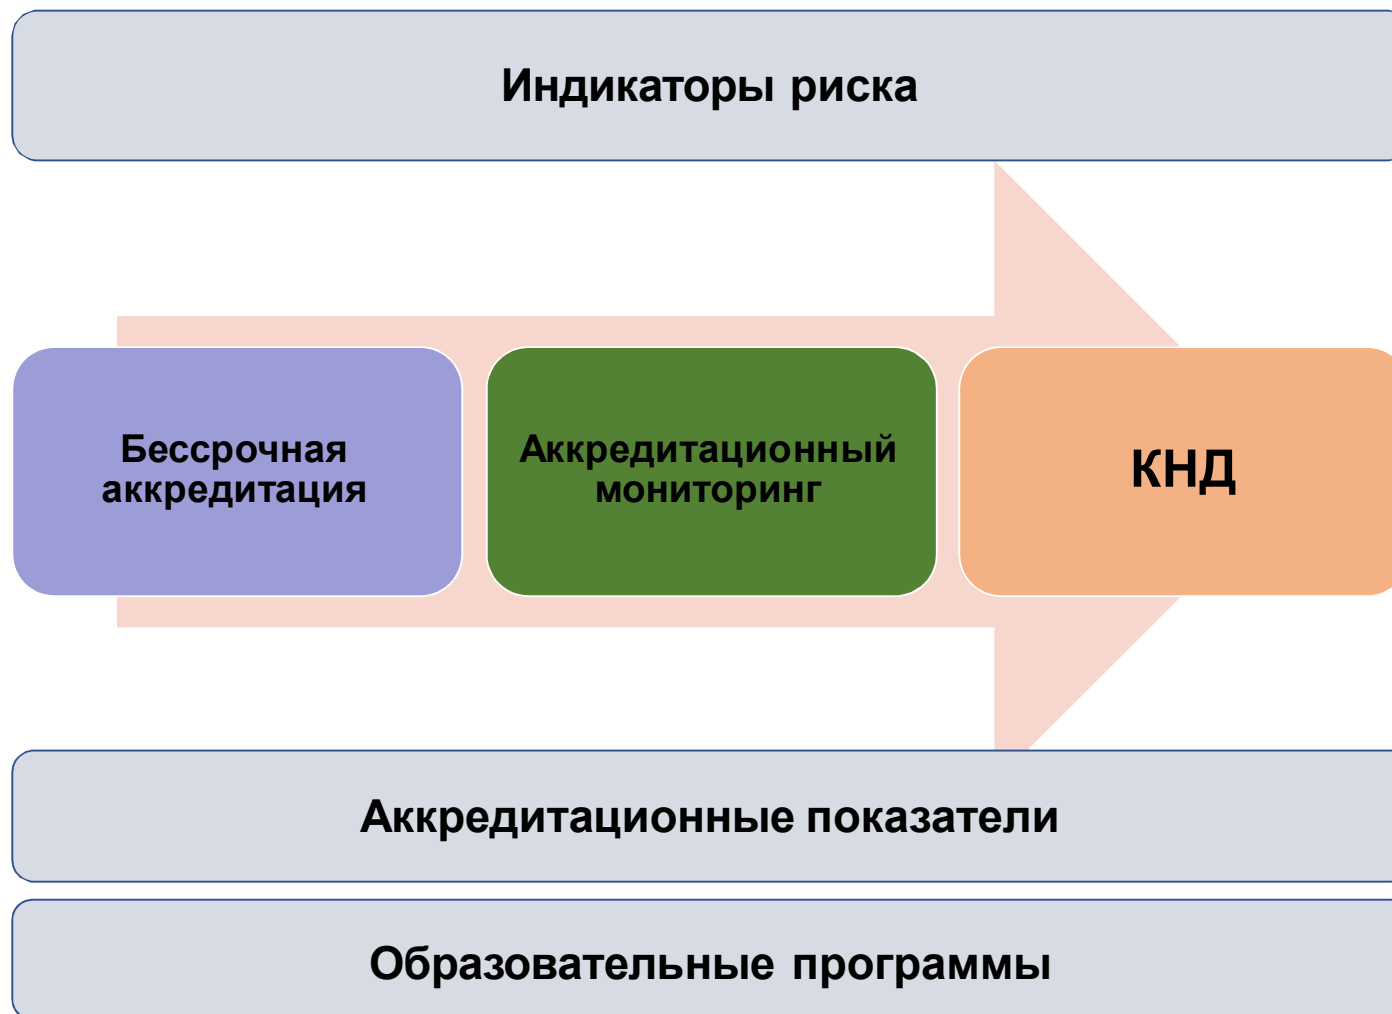 Индикаторы риска
Бессрочная
аккредитация
Аккредитационный
мониторинг
КНД
Аккредитационные показатели
Образовательные программы